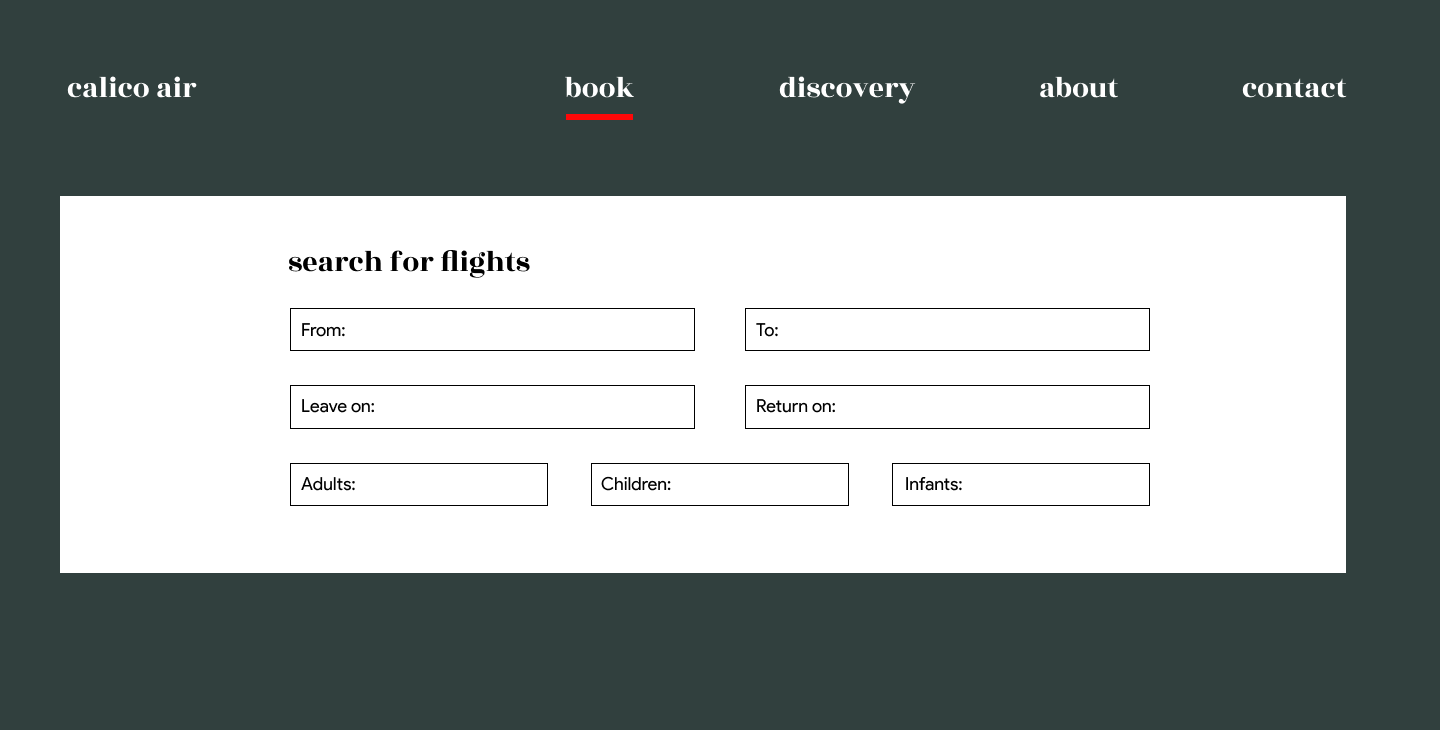 calico air book discovery about contact
search for flights
From: To:
Leave on: Return on:
Adults: Children: Infants: